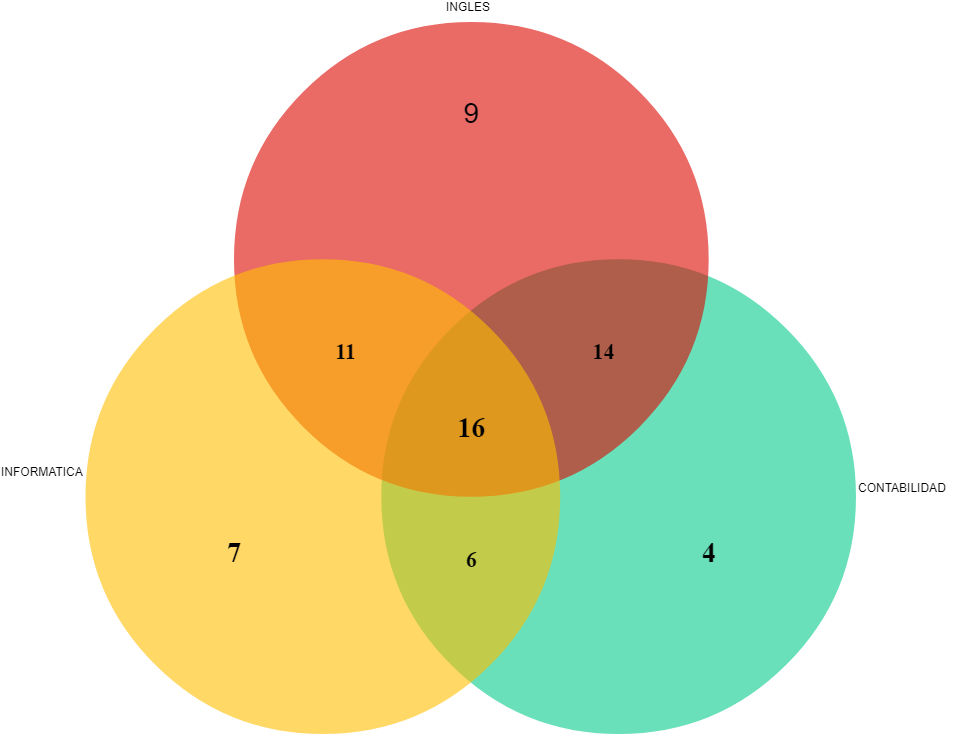 INGLES
9
11
14
16
INFORMATICA
CONTABILIDAD
7
6
4